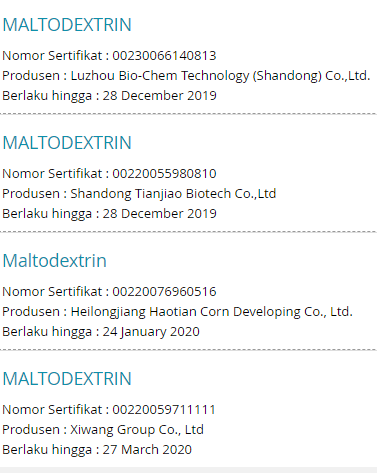 MALTODEXTRIN
Nomor Sertifikat : 00230066140813
Produsen : Luzhou Bio-Chem Technology (Shandong) Co.,Ltd.
Berlaku hingga : 28 December 2019
MALTODEXTRIN
Nomor Sertifikat : 00220055980810
Produsen : Shandong Tianjiao Biotech Co.,Ltd
Berlaku hingga : 28 December 2019
Maltodextrin
Nomor Sertifikat : 00220076960516
Produsen : Heilongjiang Haotian Corn Developing Co., Ltd.
Berlaku hingga : 24 January 2020
MALTODEXTRIN
Nomor Sertifikat : 00220059711111
Produsen : Xiwang Group Co., Ltd
Berlaku hingga : 27 March 2020